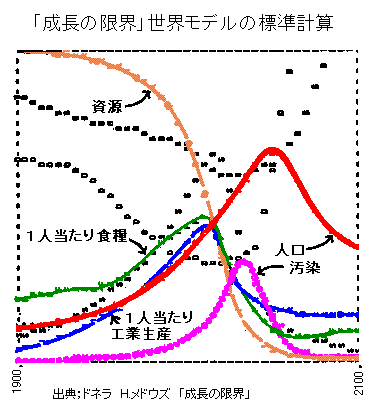 「成長の限界」世界モデルの標準計算
資源
1人当たり食糧
人口
汚染
1人当たり
工業生産
1900
2100
出典;ドネラ H.メドウズ 「成長の限界」